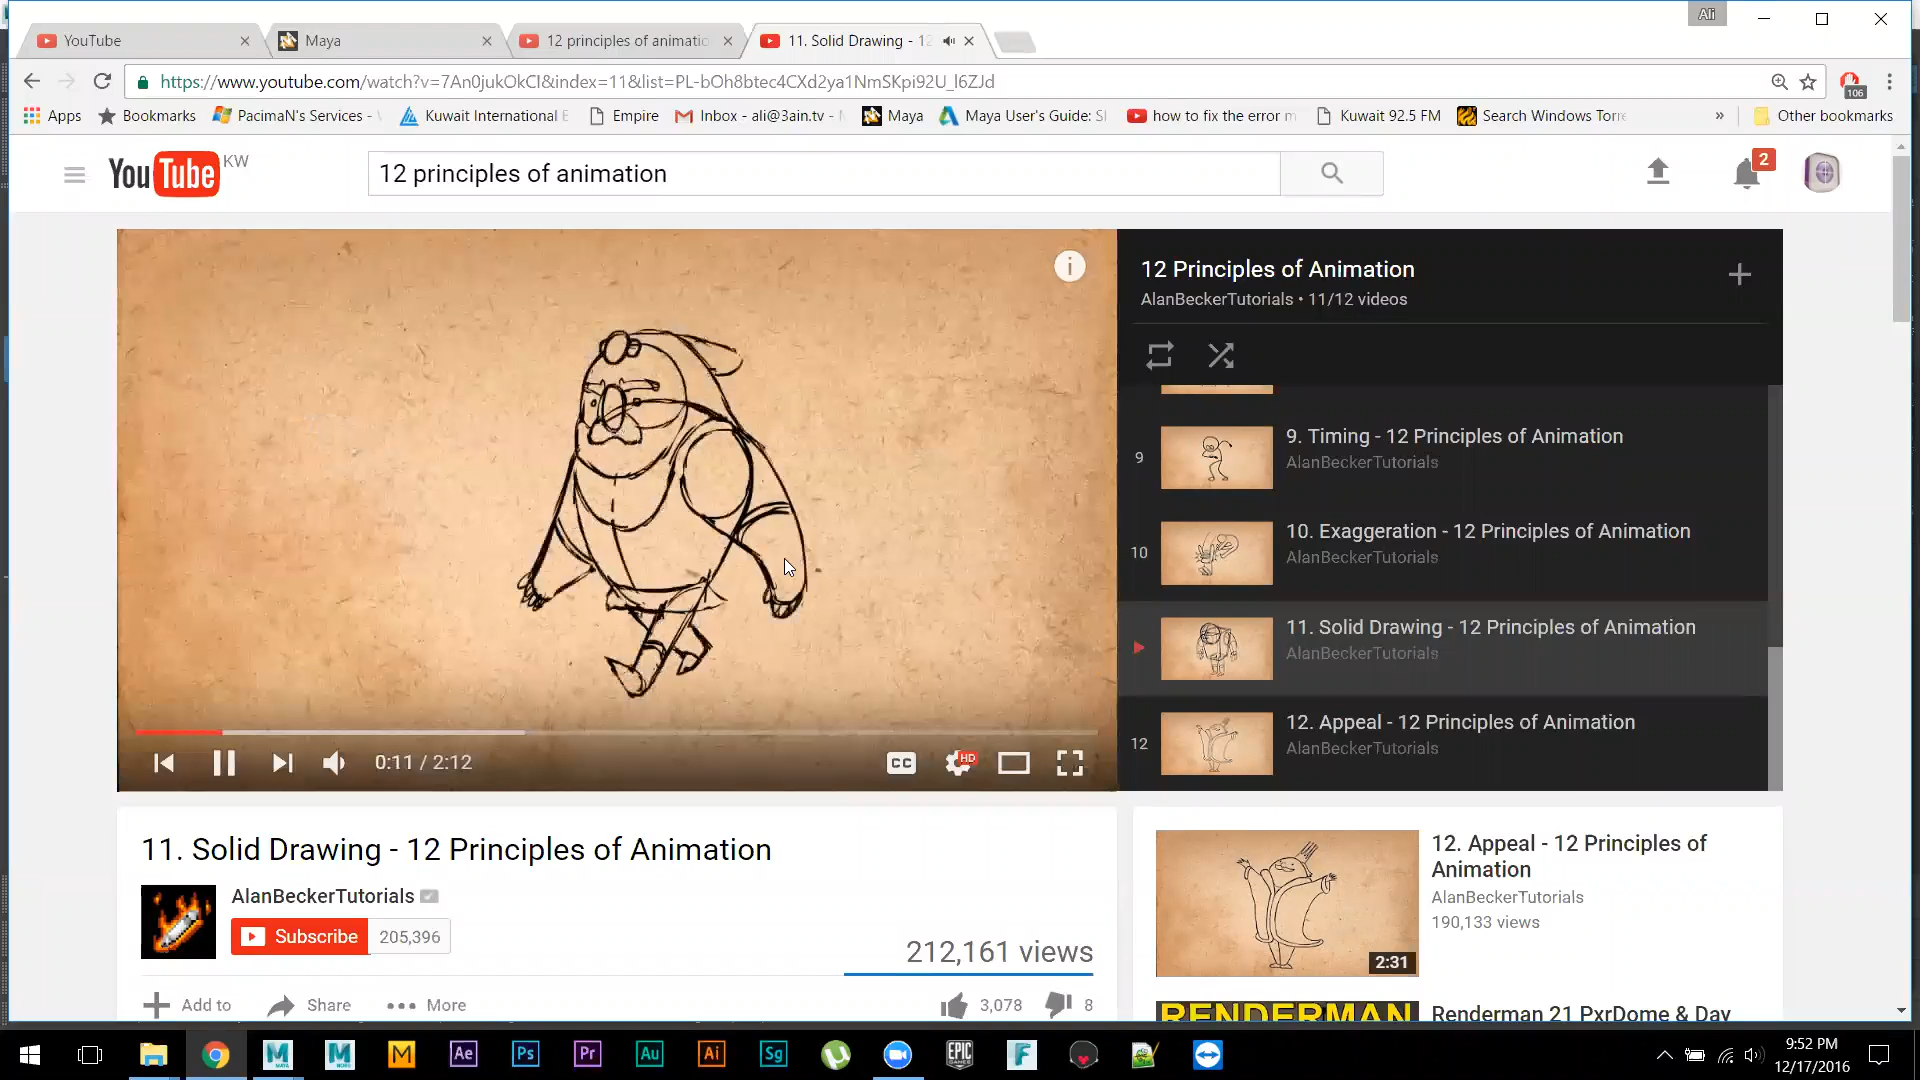 Ali
YouTube
Maya
12 principles of animatic
11. Solid Drawing - 12
https://www.youtube.com/watch?v=7An0jukOkCI&index=11&list=PL-bOh8btec4CXd2ya1NmSKpi92U_l6ZJd
106
Apps
Bookmarks
PacimaN's Services -
Kuwait International
Empire
Inbox - ali@3ain.tv -
Maya
Maya User's Guide:
how to fix the error
Kuwait 92.5 FM
Search Windows
»
Other bookmarks
YouTube KW
12 principles of animation
2
12 Principles of Animation
AlanBeckerTutorials • 11/12 videos
9
9. Timing - 12 Principles of Animation
AlanBeckerTutorials
10
10. Exaggeration - 12 Principles of Animation
AlanBeckerTutorials
11. Solid Drawing - 12 Principles of Animation
AlanBeckerTutorials
12
12. Appeal - 12 Principles of Animation
AlanBeckerTutorials
0:11 / 2:12
CC
HD
11. Solid Drawing - 12 Principles of Animation
AlanBeckerTutorials
Subscribe 205,396
212,161 views
Add to
Share
More
3,078
8
12. Appeal - 12 Principles of
Animation
AlanBeckerTutorials
190,133 views
2:31
RENDERMAN
Renderman 21 PxrDome & Day
MAYA
M
Ae
Ps
Pr
Au
Ai
Sg
EPIC
GAMES
F
9:52 PM
12/17/2016